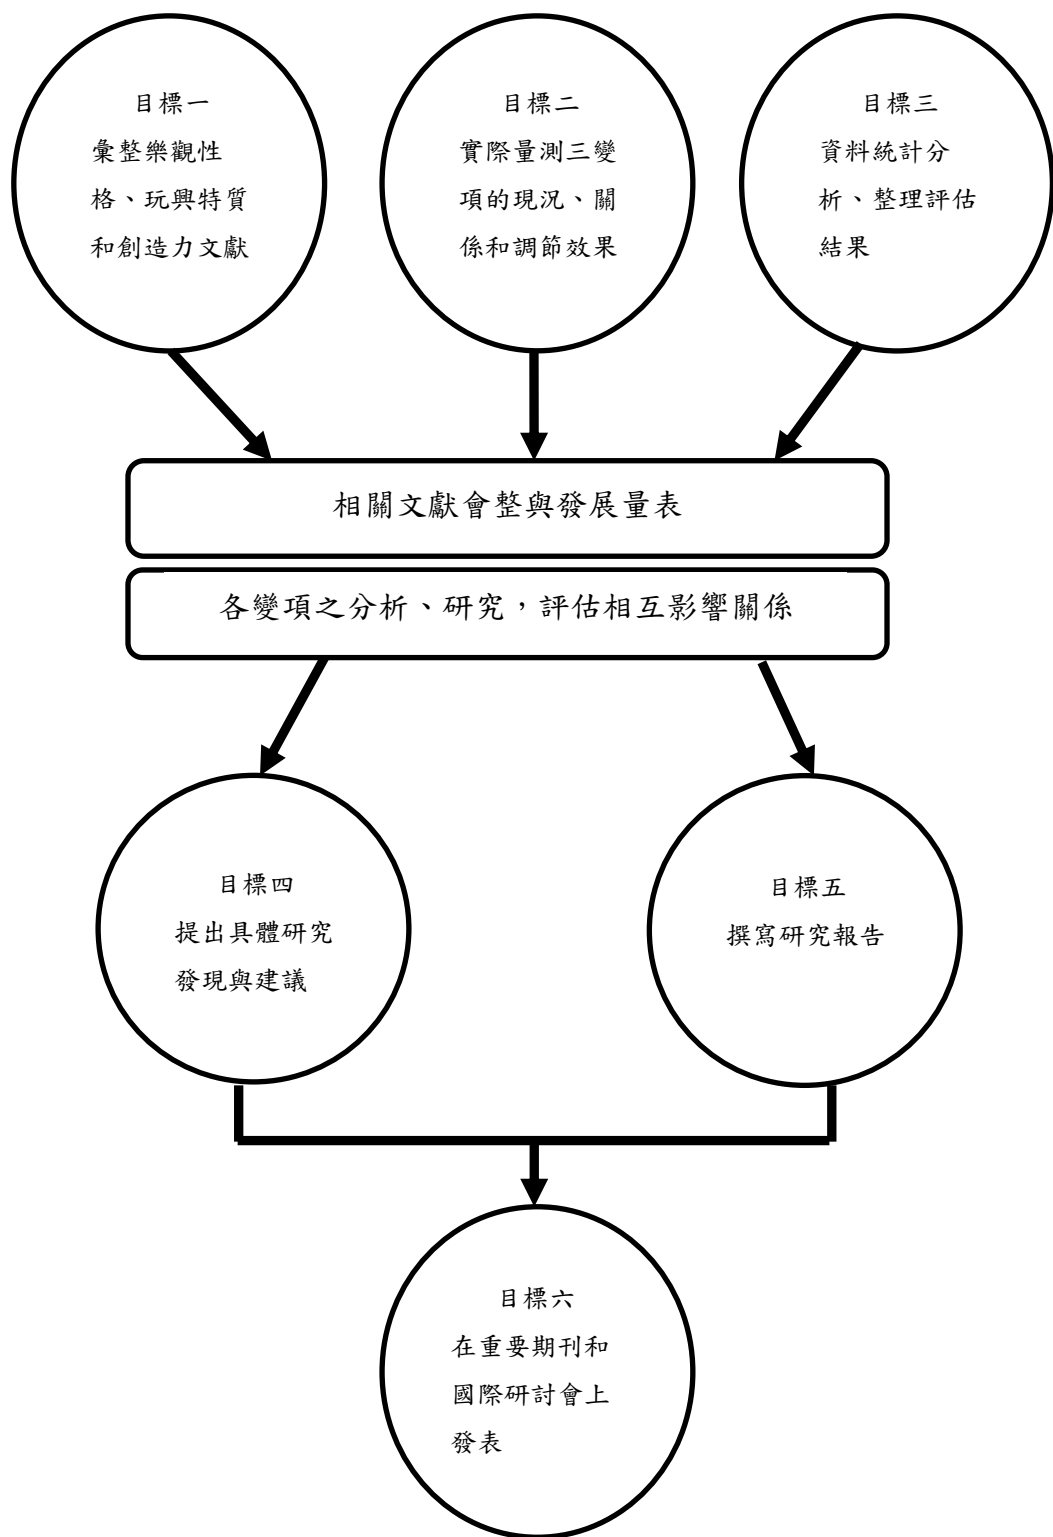 目標一
彙整樂觀性
格、玩興特質
和創造力文獻
目標二
實際量測三變
項的現況、關
係和調節效果
目標三
資料統計分
析、整理評估
結果
相關文獻會整與發展量表
各變項之分析、研究，評估相互影響關係
目標四
提出具體研究
發現與建議
目標五
撰寫研究報告
目標六
在重要期刊和
國際研討會上
發表